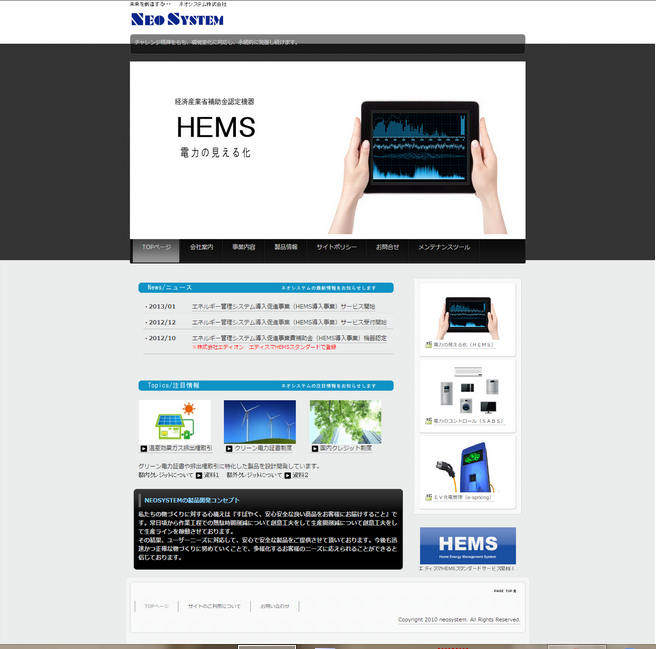 未来を創造する・・ ネオシステム株式会社
NEO SYSTEM
チャレンジ精神をもち、環境変化に対応し、永続的に発展し続けます。
経済産業省補助金認定機器
HEMS
電力の見える化
TOPページ 会社案内 事業内容 製品情報 サイトポリシー お問合せ メンテナンスツール
News/ニュース ネオシステムの最新情報をお知らせします
・2013/01 エネルギー管理システム導入促進事業（HEMS導入事業）サービス開始
・2012/12 エネルギー管理システム導入促進事業（HEMS導入事業）サービス受付開始
・2012/10 エネルギー管理システム導入促進事業費補助金（HEMS導入事業）機器認定
※株式会社エディオン エディスマHEMSスタンダードで登録
Topics/注目情報 ネオシステムの注目情報をお知らせします
温室効果ガス排出権取引 グリーン電力証書制度 国内クレジット制度
グリーン電力証書や排出権取引に特化した製品を設計開発しています。
国内クレジットについて 資料1 国外クレジットについて 資料2
NEOSYSTEMの製品開発コンセプト
私たちの物づくりに対する心構えは『すばやく、安心安全な良い商品をお客様にお届けすること』で
す。常日頃から作業工程での無駄時間削減について創意工夫をして生産時間削減について創意工夫をし
て生産ラインを稼動させております。
その結果、ユーザーニーズに対応して、安心で安全な製品をご提供させて頂いております。今後も迅
速かつ正確な物づくりに努めていくことで、多様化するお客様のニーズに応えられることができると
信じております。
電力の見える化（ＨＥＭＳ）
電力のコントロール（ＳＡＢＳ）
ＥＶ充電管理（e-spriｎg）
HEMS
Home Energy Management System
エディスマHEMSスタンダードサービス開始！
PAGE TOP
TOPページ サイトのご利用について お問い合わせ
Copyright 2010 neosystem. All Rights Reserved.